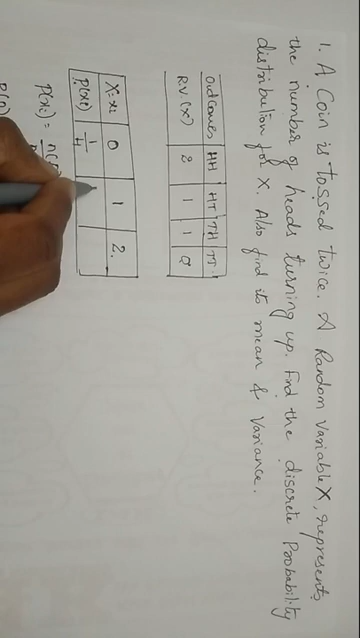 1. A Coin is tossed twice. A Random Variable X, represents
the number of heads turning up. Find the discrete Probability
distribution for X. Also find its mean & Variance.
Outcomes HH HT TH TT
RV (X) 2 1 1 0
X=xi 0 1 2.
P(xi) 1/4
P(xi) =